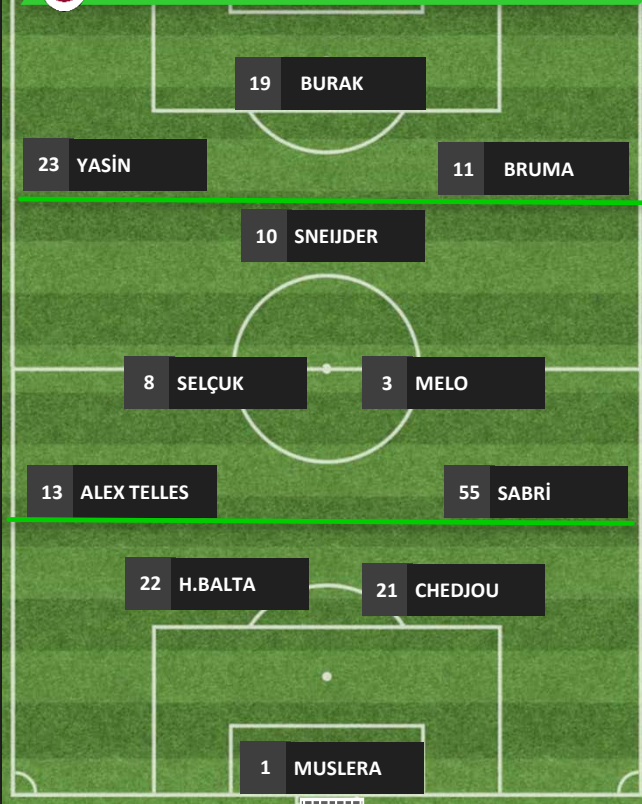 19 BURAK
23 YASİN
11 BRUMA
10 SNEIJDER
8 SELÇUK
3 MELO
13 ALEX TELLES
55 SABRİ
22 H.BALTA
21 CHEDJOU
1 MUSLERA